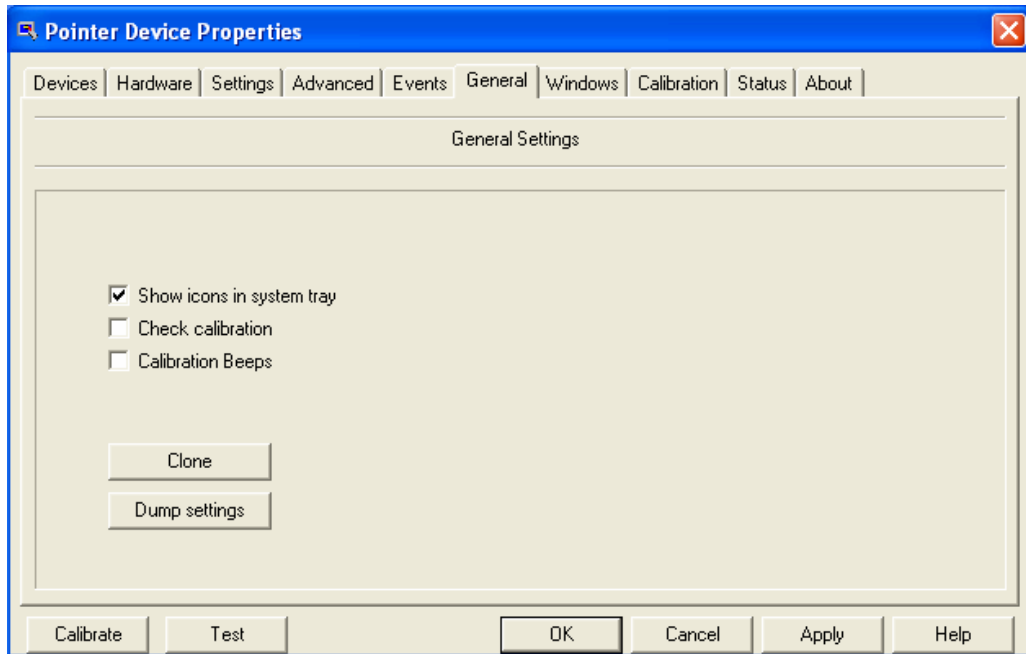 Pointer Device Properties
Devices Hardware Settings Advanced Events General Windows Calibration Status About
General Settings
Show icons in system tray
Check calibration
Calibration Beeps
Clone
Dump settings
Calibrate Test OK Cancel Apply Help